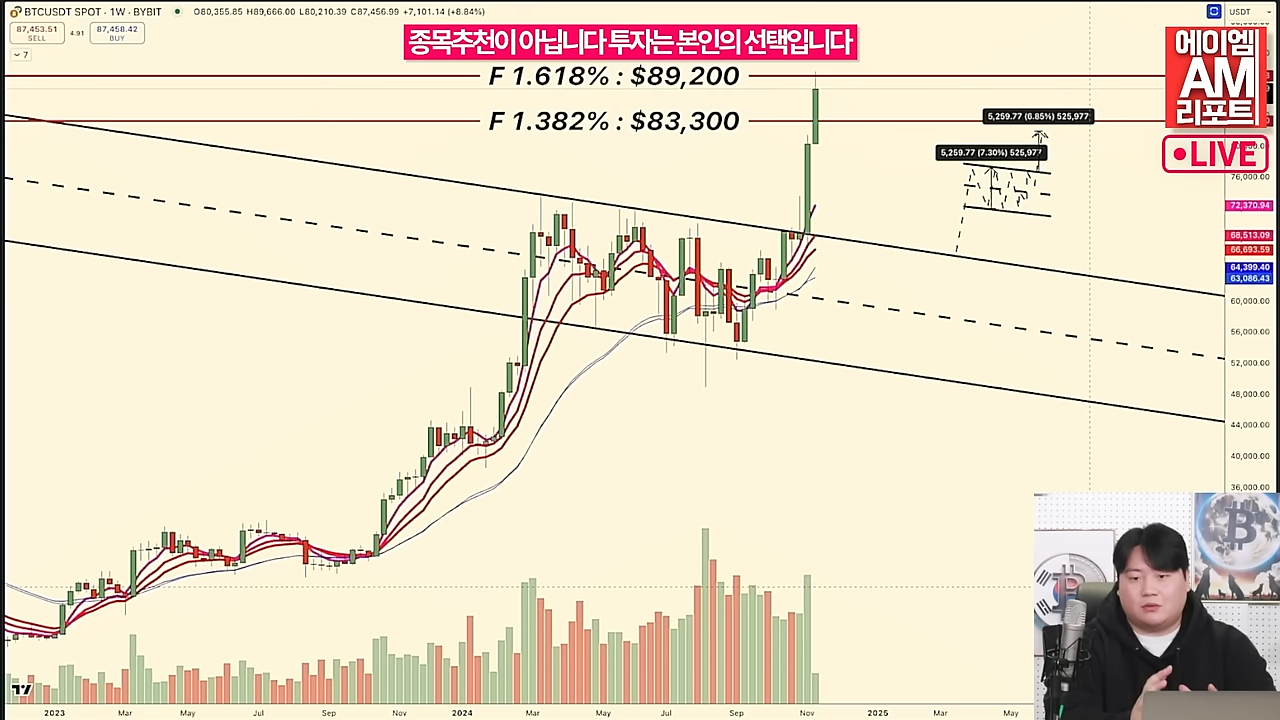 BTCUSDT SPOT · 1W · BYBIT O80,355.85 H89,666.00 L80,210.39 C87,456.99 +7,101.14 (+8.84%)
USDT
87,453.51
SELL
4.91
87,458.42
BUY
7
종목추천이 아닙니다 투자는 본인의 선택입니다
에이엠
AM
리포트
LIVE
F 1.618% : $89,200
F 1.382% : $83,300
5,259.77 (6.85%) 525,977
5,259.77 (7.30%) 525,977
76,000.00
72,370.94
68,513.09
66,693.59
64,399.40
63,086.43
60,000.00
56,000.00
52,000.00
48,000.00
44,000.00
40,000.00
36,000.00
2023 Mar May Jul Sep Nov 2024 Mar May Jul Sep Nov 2025 Mar May